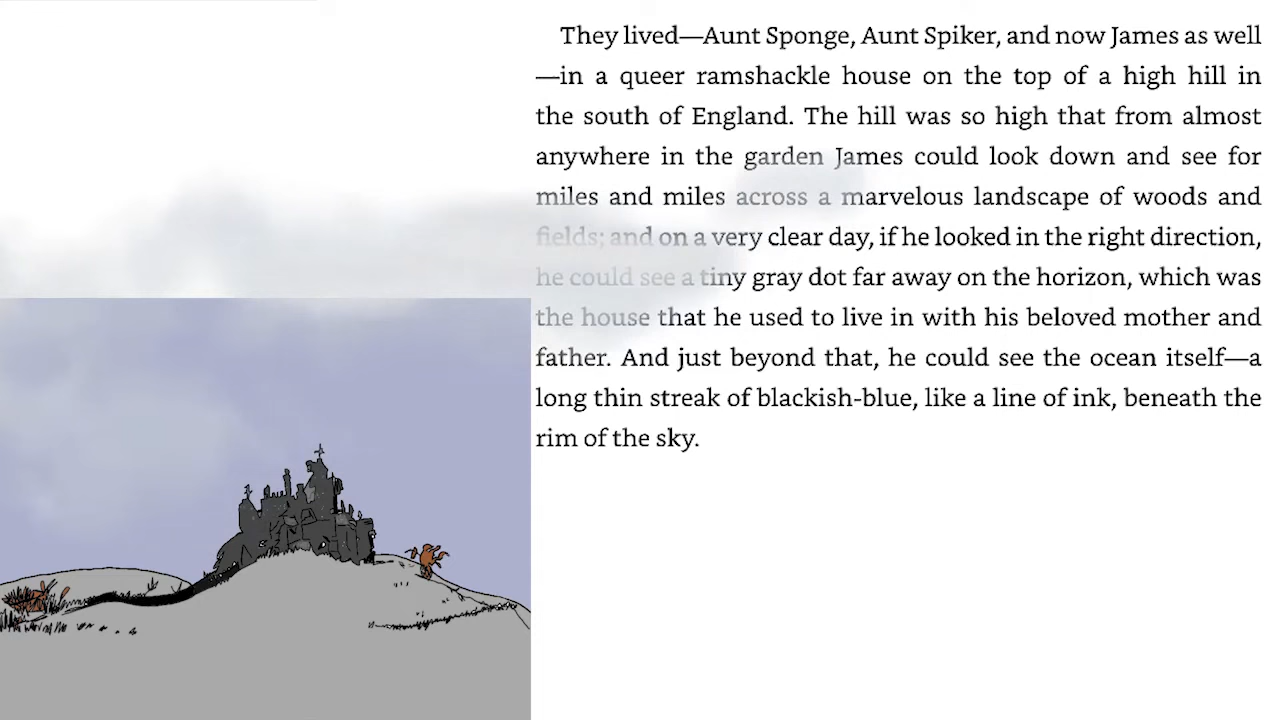 They lived—Aunt Sponge, Aunt Spiker, and now James as well
—in a queer ramshackle house on the top of a high hill in
the south of England. The hill was so high that from almost
anywhere in the garden James could look down and see for
miles and miles across a marvelous landscape of woods and
fields; and on a very clear day, if he looked in the right direction,
he could see a tiny gray dot far away on the horizon, which was
the house that he used to live in with his beloved mother and
father. And just beyond that, he could see the ocean itself—a
long thin streak of blackish-blue, like a line of ink, beneath the
rim of the sky.